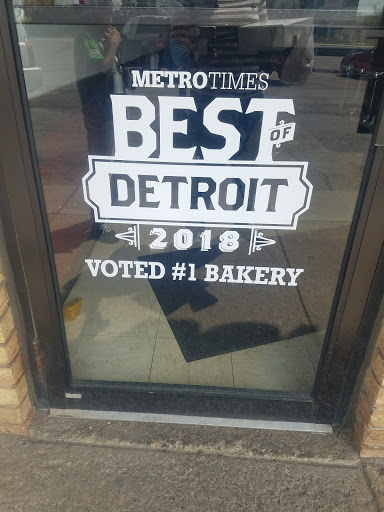 METROTIMES
BEST OF
DETROIT
2018
VOTED #1 BAKERY